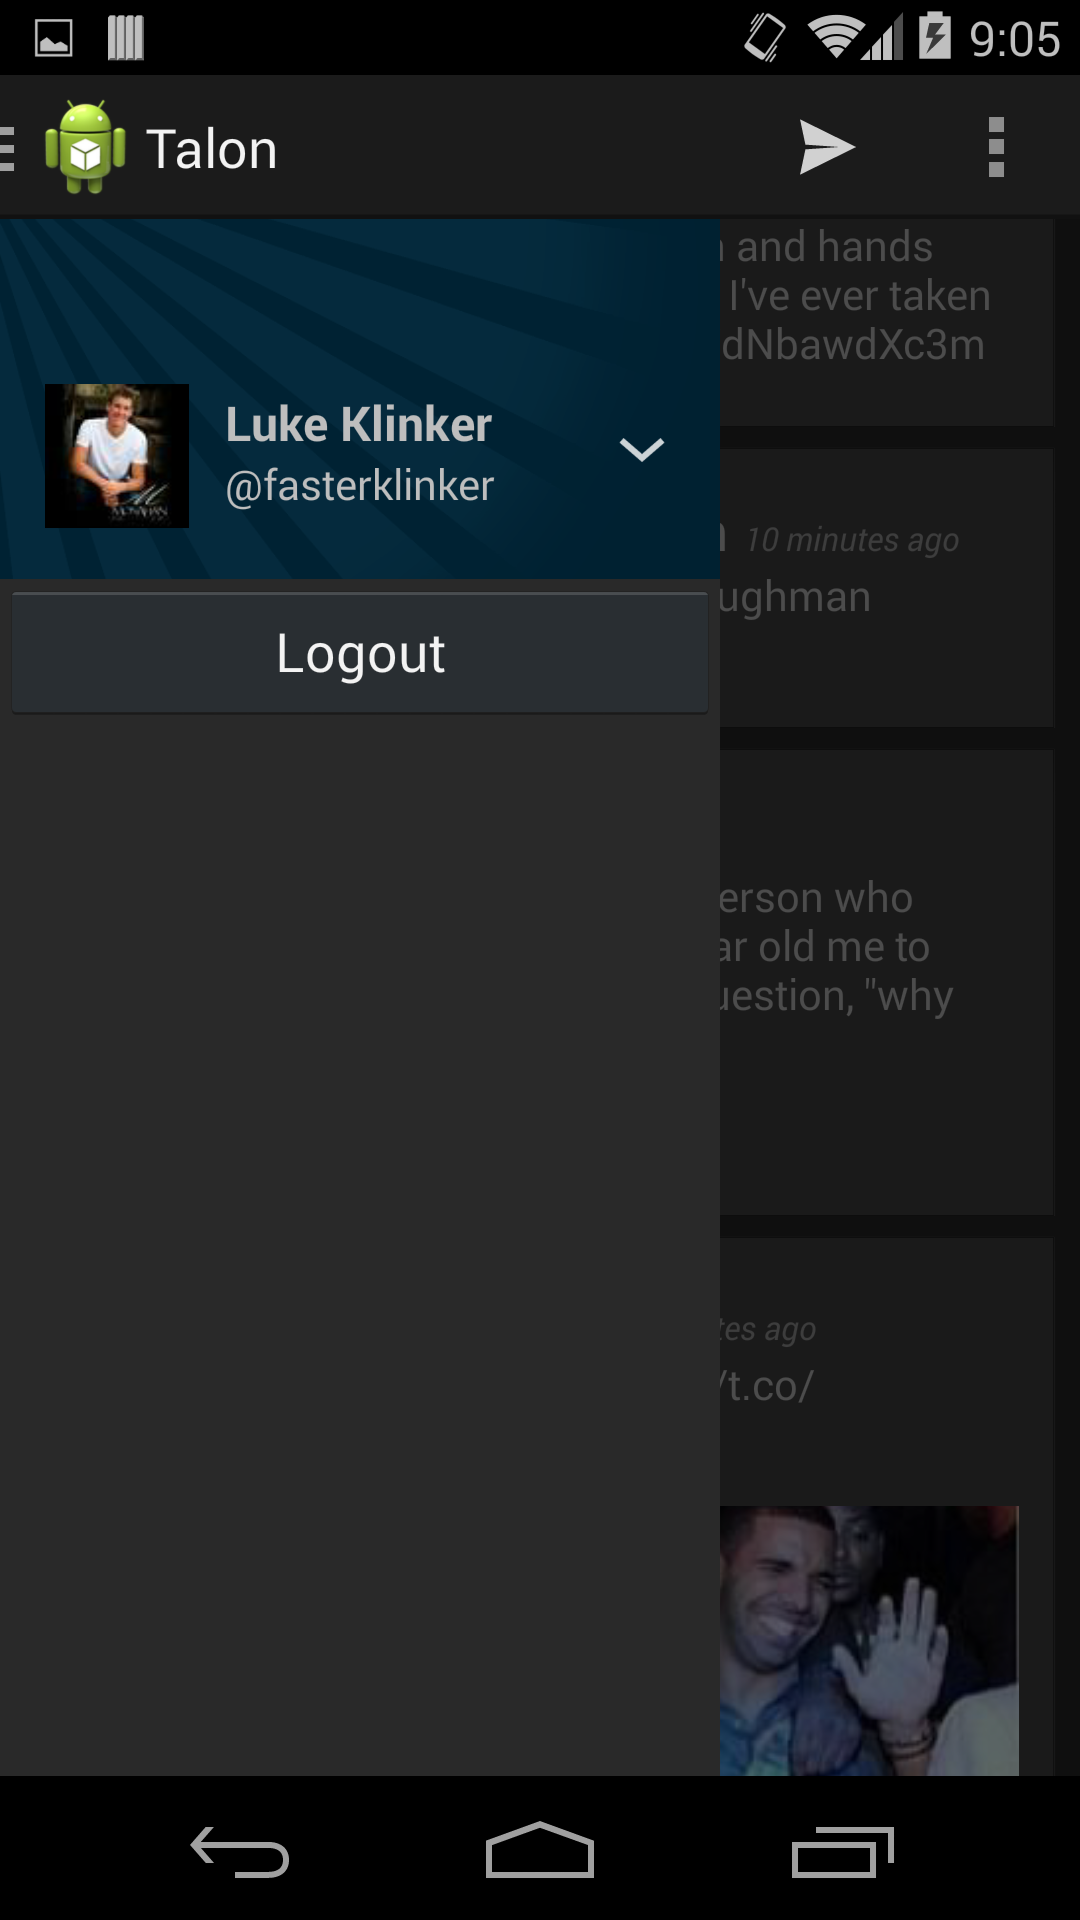 9:05
Talon
and hands
I've ever taken
dNbawdXc3m
Luke Klinker
@fasterklinker
10 minutes ago
ughman
Logout
erson who
ar old me to
uestion, "why
tes ago
/t.co/